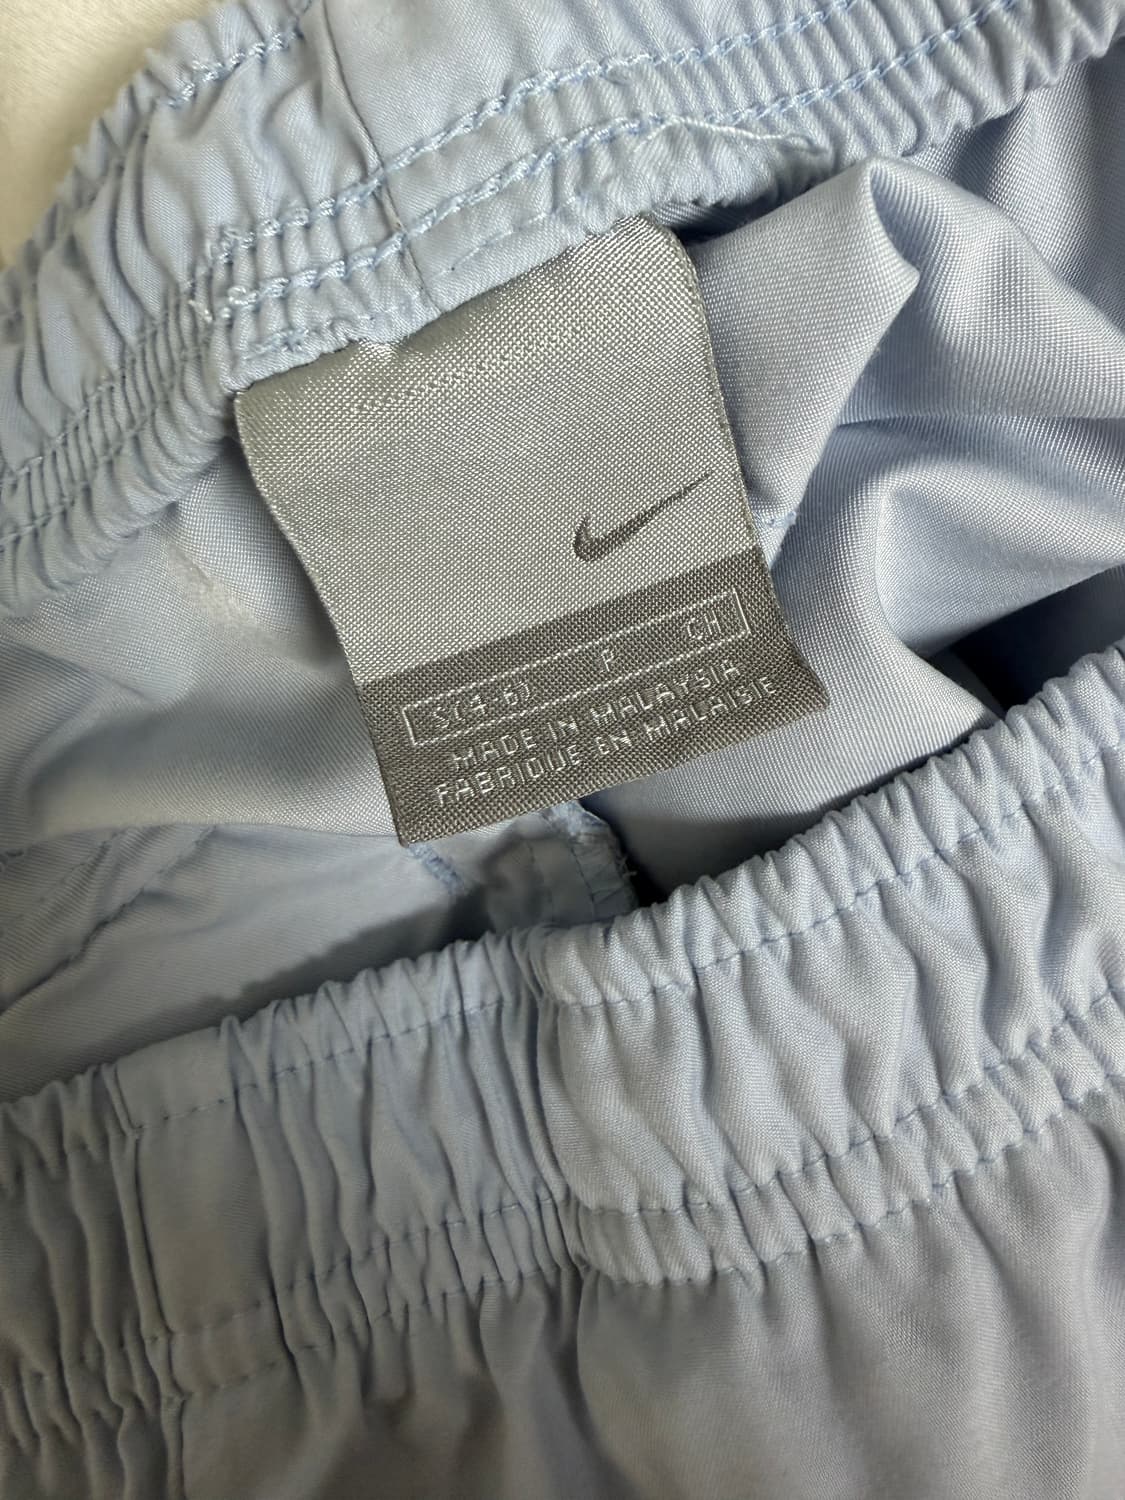 S(4-6) P CH
MADE IN MALAYSIA
FABRIQUE EN MALAISIE